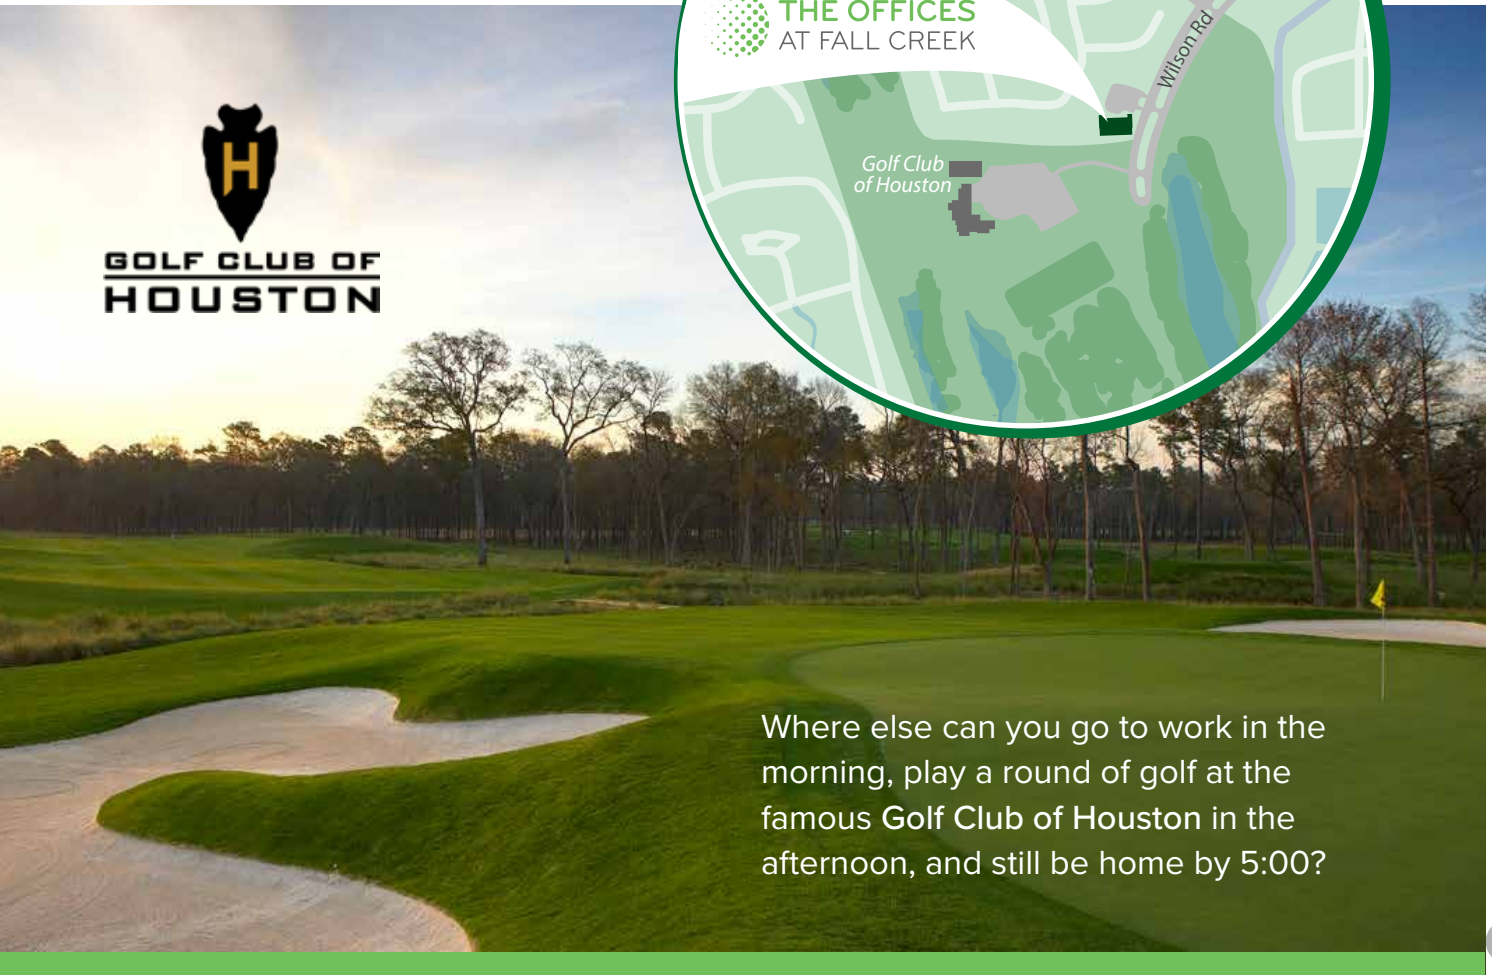 THE OFFICES
AT FALL CREEK
Wilson Rd
Golf Club
of Houston
H
GOLF CLUB OF
HOUSTON
Where else can you go to work in the
morning, play a round of golf at the
famous Golf Club of Houston in the
afternoon, and still be home by 5:00?